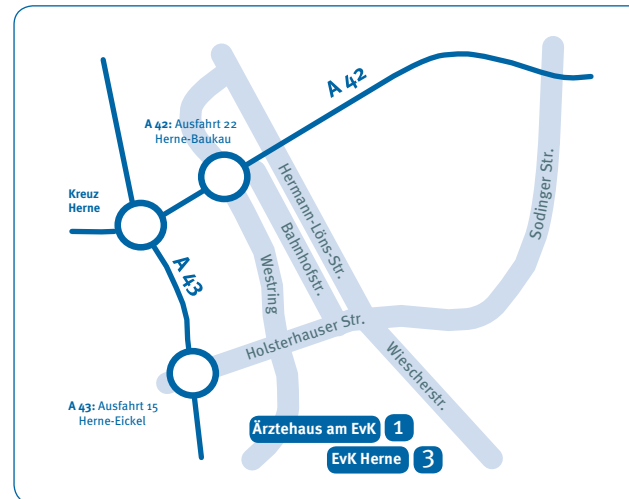 A 42
A 42: Ausfahrt 22
Herne-Baukau
Kreuz
Herne
Hermann-Löns-Str.
Bahnhofstr.
Sodinger Str.
A 43
Westring
Holsterhauser Str.
Wiescherstr.
A 43: Ausfahrt 15
Herne-Eickel
Ärztehaus am EvK 1
EvK Herne 3